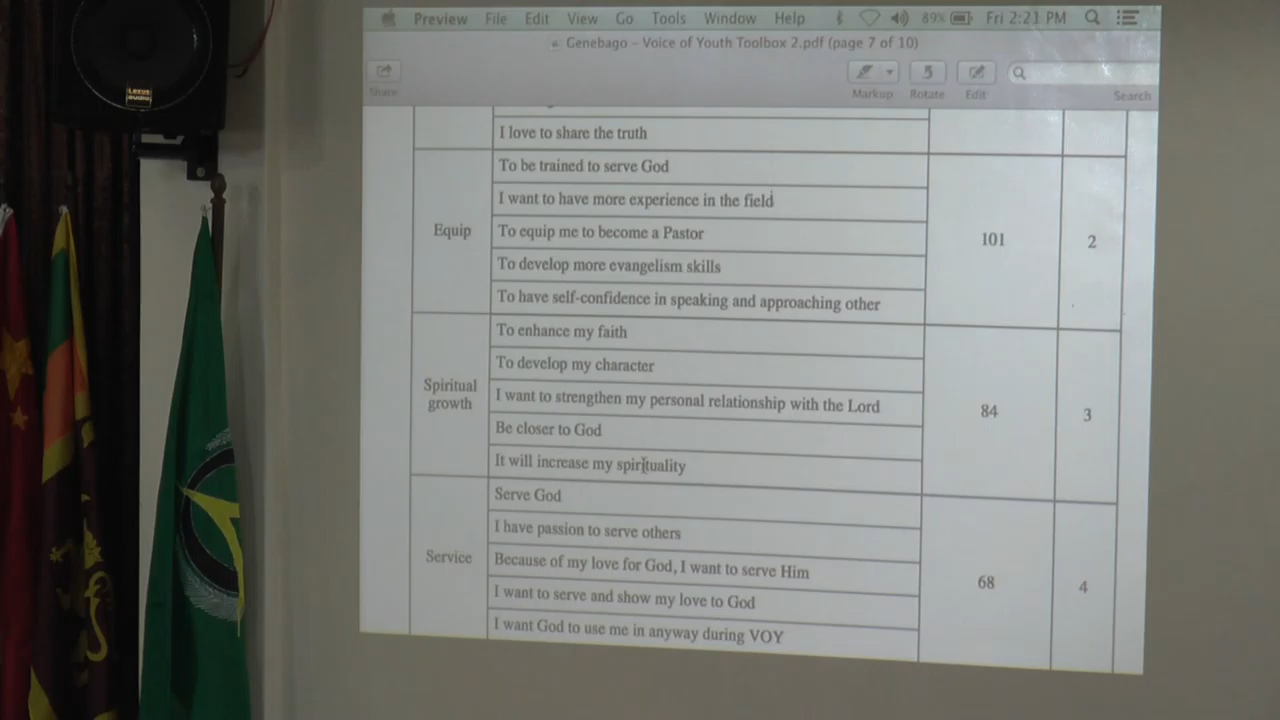 Preview File Edit View Go Tools Window Help 89% Fri 2:21 PM
Genebago – Voice of Youth Toolbox 2.pdf (page 7 of 10)
Share Markup Rotate Edit Search
I love to share the truth
To be trained to serve God
I want to have more experience in the field
Equip
To equip me to become a Pastor
101
2
To develop more evangelism skills
To have self-confidence in speaking and approaching other
To enhance my faith
To develop my character
Spiritual
growth
I want to strengthen my personal relationship with the Lord
84
3
Be closer to God
It will increase my spirituality
Serve God
I have passion to serve others
Service
Because of my love for God, I want to serve Him
68
4
I want to serve and show my love to God
I want God to use me in anyway during VOY
Lexus
audio